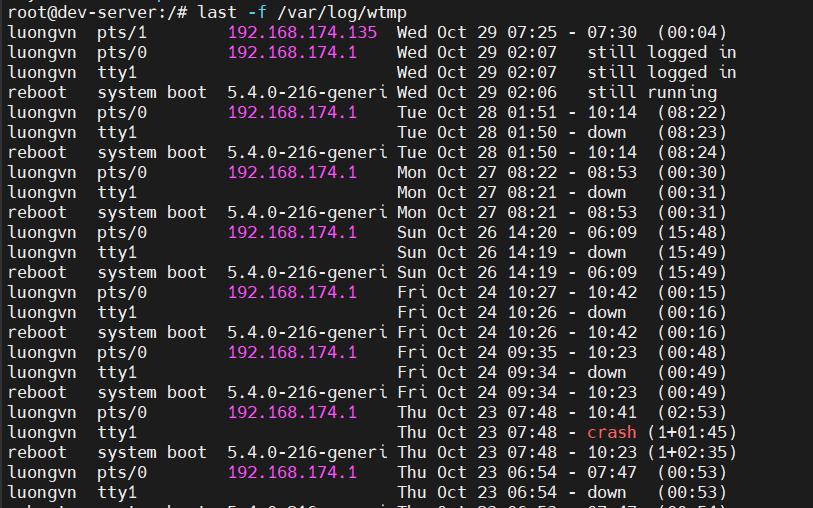 root@dev-server:/# last -f /var/log/wtmp
luongvn pts/1 192.168.174.135 Wed Oct 29 07:25 - 07:30 (00:04)
luongvn pts/0 192.168.174.1 Wed Oct 29 02:07 still logged in
luongvn tty1 Wed Oct 29 02:07 still logged in
reboot system boot 5.4.0-216-generi Wed Oct 29 02:06 still running
luongvn pts/0 192.168.174.1 Tue Oct 28 01:51 - 10:14 (08:22)
luongvn tty1 Tue Oct 28 01:50 - down (08:23)
reboot system boot 5.4.0-216-generi Tue Oct 28 01:50 - 10:14 (08:24)
luongvn pts/0 192.168.174.1 Mon Oct 27 08:22 - 08:53 (00:30)
luongvn tty1 Mon Oct 27 08:21 - down (00:31)
reboot system boot 5.4.0-216-generi Mon Oct 27 08:21 - 08:53 (00:31)
luongvn pts/0 192.168.174.1 Sun Oct 26 14:20 - 06:09 (15:48)
luongvn tty1 Sun Oct 26 14:19 - down (15:49)
reboot system boot 5.4.0-216-generi Sun Oct 26 14:19 - 06:09 (15:49)
luongvn pts/0 192.168.174.1 Fri Oct 24 10:27 - 10:42 (00:15)
luongvn tty1 Fri Oct 24 10:26 - down (00:16)
reboot system boot 5.4.0-216-generi Fri Oct 24 10:26 - 10:42 (00:16)
luongvn pts/0 192.168.174.1 Fri Oct 24 09:35 - 10:23 (00:48)
luongvn tty1 Fri Oct 24 09:34 - down (00:49)
reboot system boot 5.4.0-216-generi Fri Oct 24 09:34 - 10:23 (00:49)
luongvn pts/0 192.168.174.1 Thu Oct 23 07:48 - 10:41 (02:53)
luongvn tty1 Thu Oct 23 07:48 - crash (1+01:45)
reboot system boot 5.4.0-216-generi Thu Oct 23 07:48 - 10:23 (1+02:35)
luongvn pts/0 192.168.174.1 Thu Oct 23 06:54 - 07:47 (00:53)
luongvn tty1 Thu Oct 23 06:54 - down (00:53)